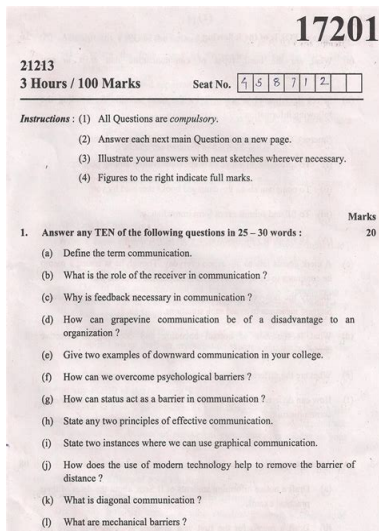 17201
21213
3 Hours / 100 Marks Seat No. 4 5 8 7 1 2
Instructions : (1) All Questions are compulsory.
(2) Answer each next main Question on a new page.
(3) Illustrate your answers with neat sketches wherever necessary.
(4) Figures to the right indicate full marks.
Marks
1. Answer any TEN of the following questions in 25 – 30 words : 20
(a) Define the term communication.
(b) What is the role of the receiver in communication ?
(c) Why is feedback necessary in communication ?
(d) How can grapevine communication be of a disadvantage to an
organization ?
(e) Give two examples of downward communication in your college.
(f) How can we overcome psychological barriers ?
(g) How can status act as a barrier in communication ?
(h) State any two principles of effective communication.
(i) State two instances where we can use graphical communication.
(j) How does the use of modern technology help to remove the barrier of
distance ?
(k) What is diagonal communication ?
(l) What are mechanical barriers ?